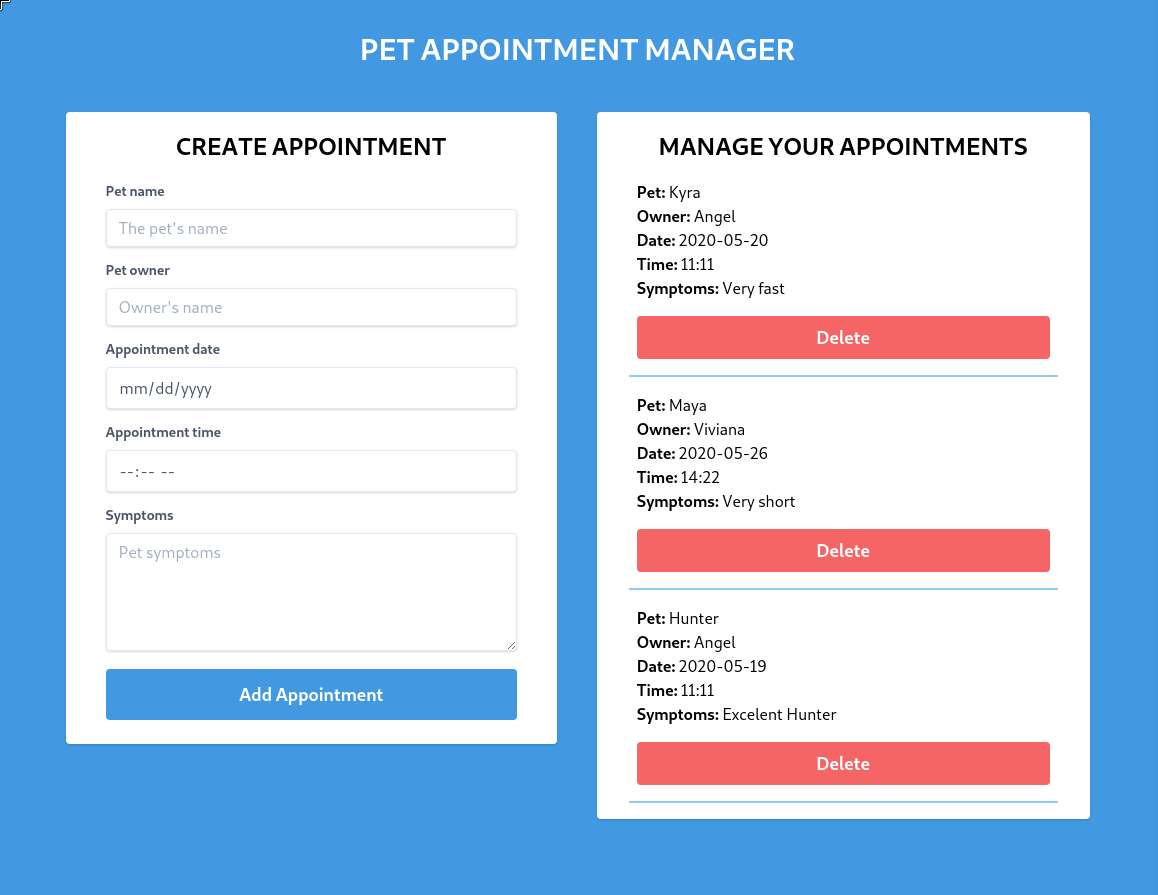 PET APPOINTMENT MANAGER
CREATE APPOINTMENT
Pet name
The pet's name
Pet owner
Owner's name
Appointment date
mm/dd/yyyy
Appointment time
--:-- --
Symptoms
Pet symptoms
Add Appointment
MANAGE YOUR APPOINTMENTS
Pet: Kyra
Owner: Angel
Date: 2020-05-20
Time: 11:11
Symptoms: Very fast
Delete
Pet: Maya
Owner: Viviana
Date: 2020-05-26
Time: 14:22
Symptoms: Very short
Delete
Pet: Hunter
Owner: Angel
Date: 2020-05-19
Time: 11:11
Symptoms: Excelent Hunter
Delete